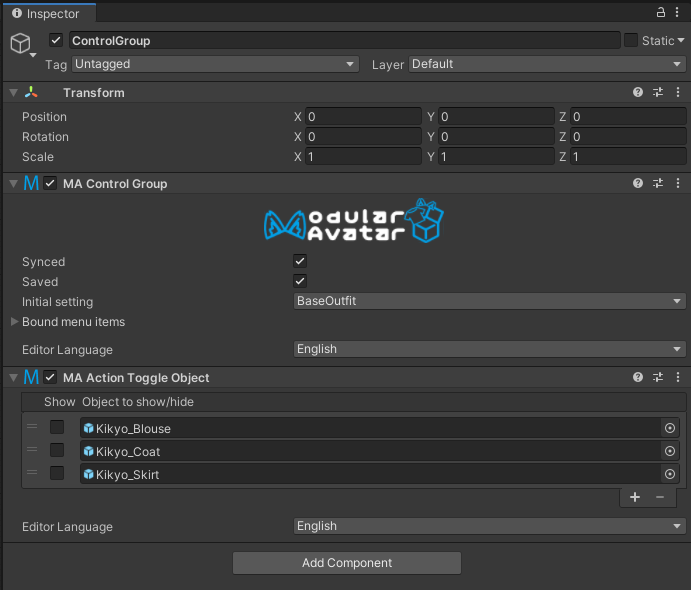 Inspector
ControlGroup
Static
Tag Untagged Layer Default
Transform
Position X 0 Y 0 Z 0
Rotation X 0 Y 0 Z 0
Scale X 1 Y 1 Z 1
MA Control Group
Modular
Avatar
Synced
Saved
Initial setting BaseOutfit
Bound menu items
Editor Language English
MA Action Toggle Object
Show Object to show/hide
Kikyo_Blouse
Kikyo_Coat
Kikyo_Skirt
Editor Language English
Add Component